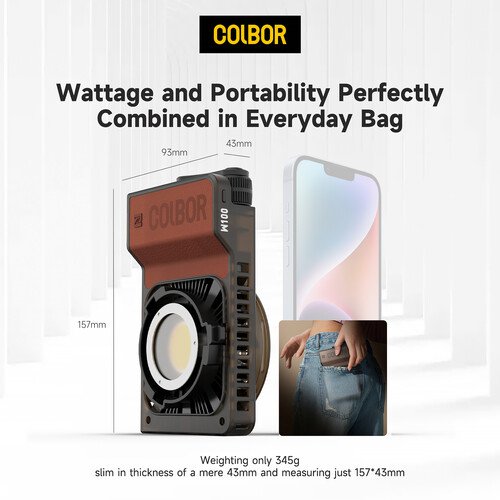 COLBOR
Wattage and Portability Perfectly
Combined in Everyday Bag
93mm
43mm
COLBOR
W100
157mm
Weighting only 345g
slim in thickness of a mere 43mm and measuring just 157*43mm